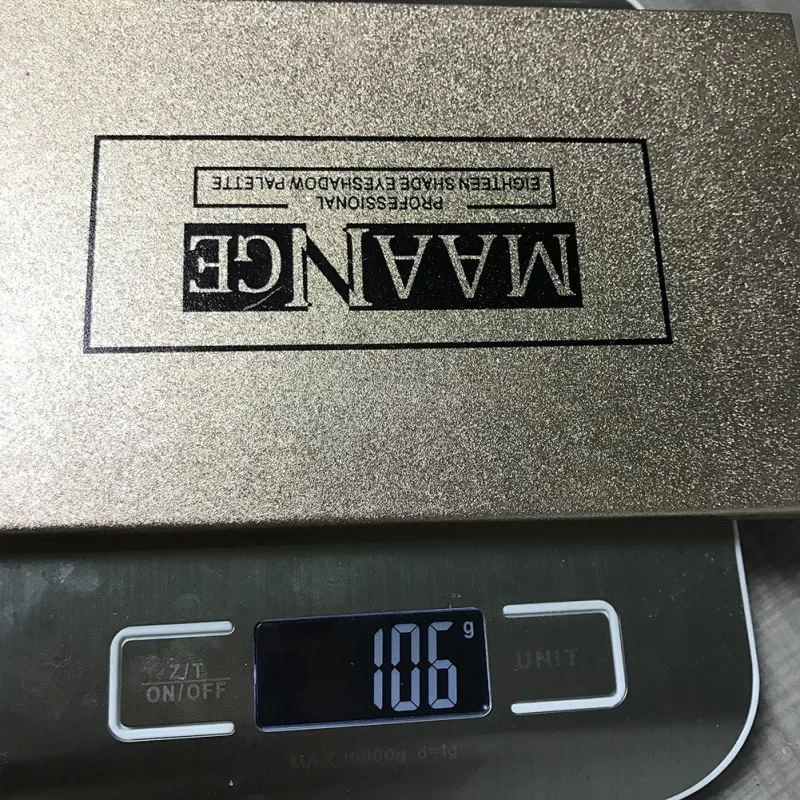 MAANGE
PROFESSIONAL
EIGHTEEN SHADE EYESHADOW PALETTE
106 g
Z/T
ON/OFF
UNIT
MAX:10000g d=1g